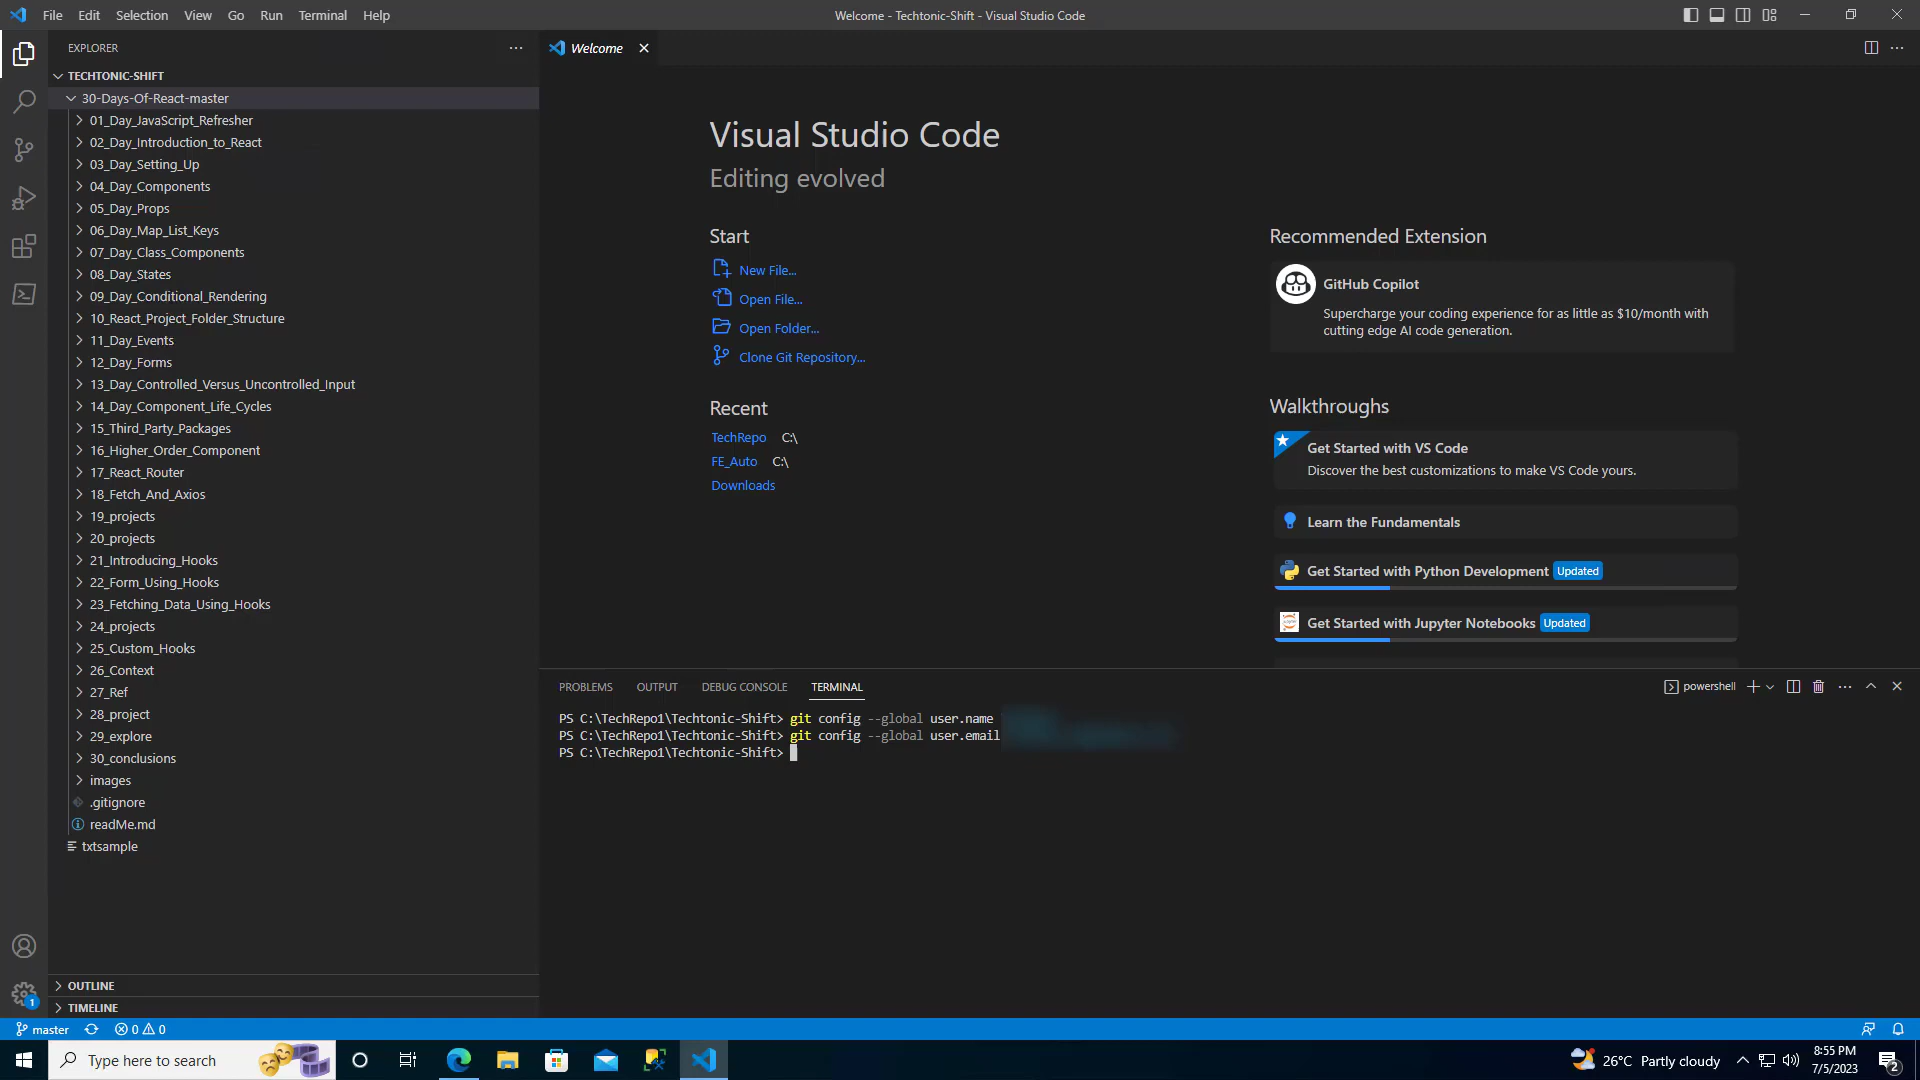 File Edit Selection View Go Run Terminal Help
Welcome - Techtonic-Shift - Visual Studio Code
EXPLORER
TECHTONIC-SHIFT
30-Days-Of-React-master
01_Day_JavaScript_Refresher
02_Day_Introduction_to_React
03_Day_Setting_Up
04_Day_Components
05_Day_Props
06_Day_Map_List_Keys
07_Day_Class_Components
08_Day_States
09_Day_Conditional_Rendering
10_React_Project_Folder_Structure
11_Day_Events
12_Day_Forms
13_Day_Controlled_Versus_Uncontrolled_Input
14_Day_Component_Life_Cycles
15_Third_Party_Packages
16_Higher_Order_Component
17_React_Router
18_Fetch_And_Axios
19_projects
20_projects
21_Introducing_Hooks
22_Form_Using_Hooks
23_Fetching_Data_Using_Hooks
24_projects
25_Custom_Hooks
26_Context
27_Ref
28_project
29_explore
30_conclusions
images
.gitignore
readMe.md
txtsample
OUTLINE
TIMELINE
Welcome
Visual Studio Code
Editing evolved
Start
New File...
Open File...
Open Folder...
Clone Git Repository...
Recent
TechRepo C:\
FE_Auto C:\
Downloads
Recommended Extension
GitHub Copilot
Supercharge your coding experience for as little as $10/month with
cutting edge AI code generation.
Walkthroughs
Get Started with VS Code
Discover the best customizations to make VS Code yours.
Learn the Fundamentals
Get Started with Python Development Updated
Get Started with Jupyter Notebooks Updated
PROBLEMS OUTPUT DEBUG CONSOLE TERMINAL
powershell
PS C:\TechRepo1\Techtonic-Shift> git config --global user.name
PS C:\TechRepo1\Techtonic-Shift> git config --global user.email
PS C:\TechRepo1\Techtonic-Shift>
1
master
0 0
Type here to search
26°C Partly cloudy
8:55 PM
7/5/2023
2